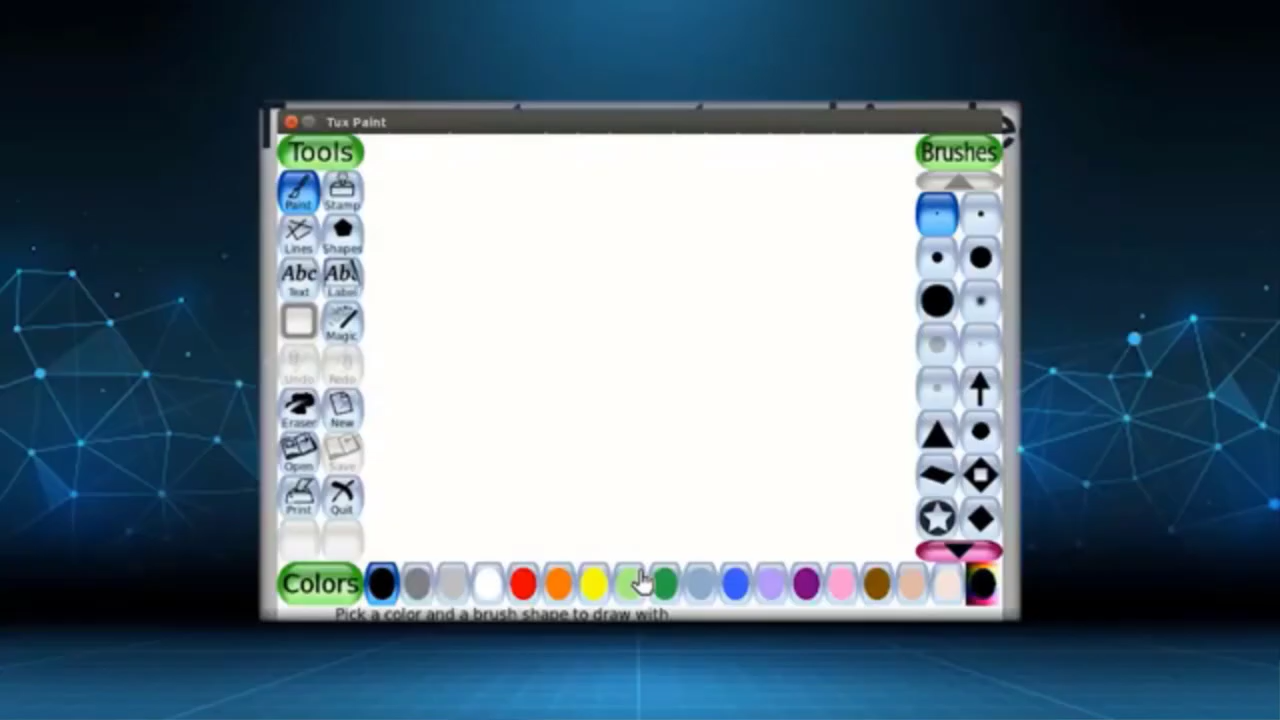 Tux Paint
Tools
Brushes
Paint Stamp
Lines Shapes
Abc Abc
Text Label
Magic
Undo Redo
Eraser New
Open Save
Print Quit
Colors
Pick a color and a brush shape to draw with.